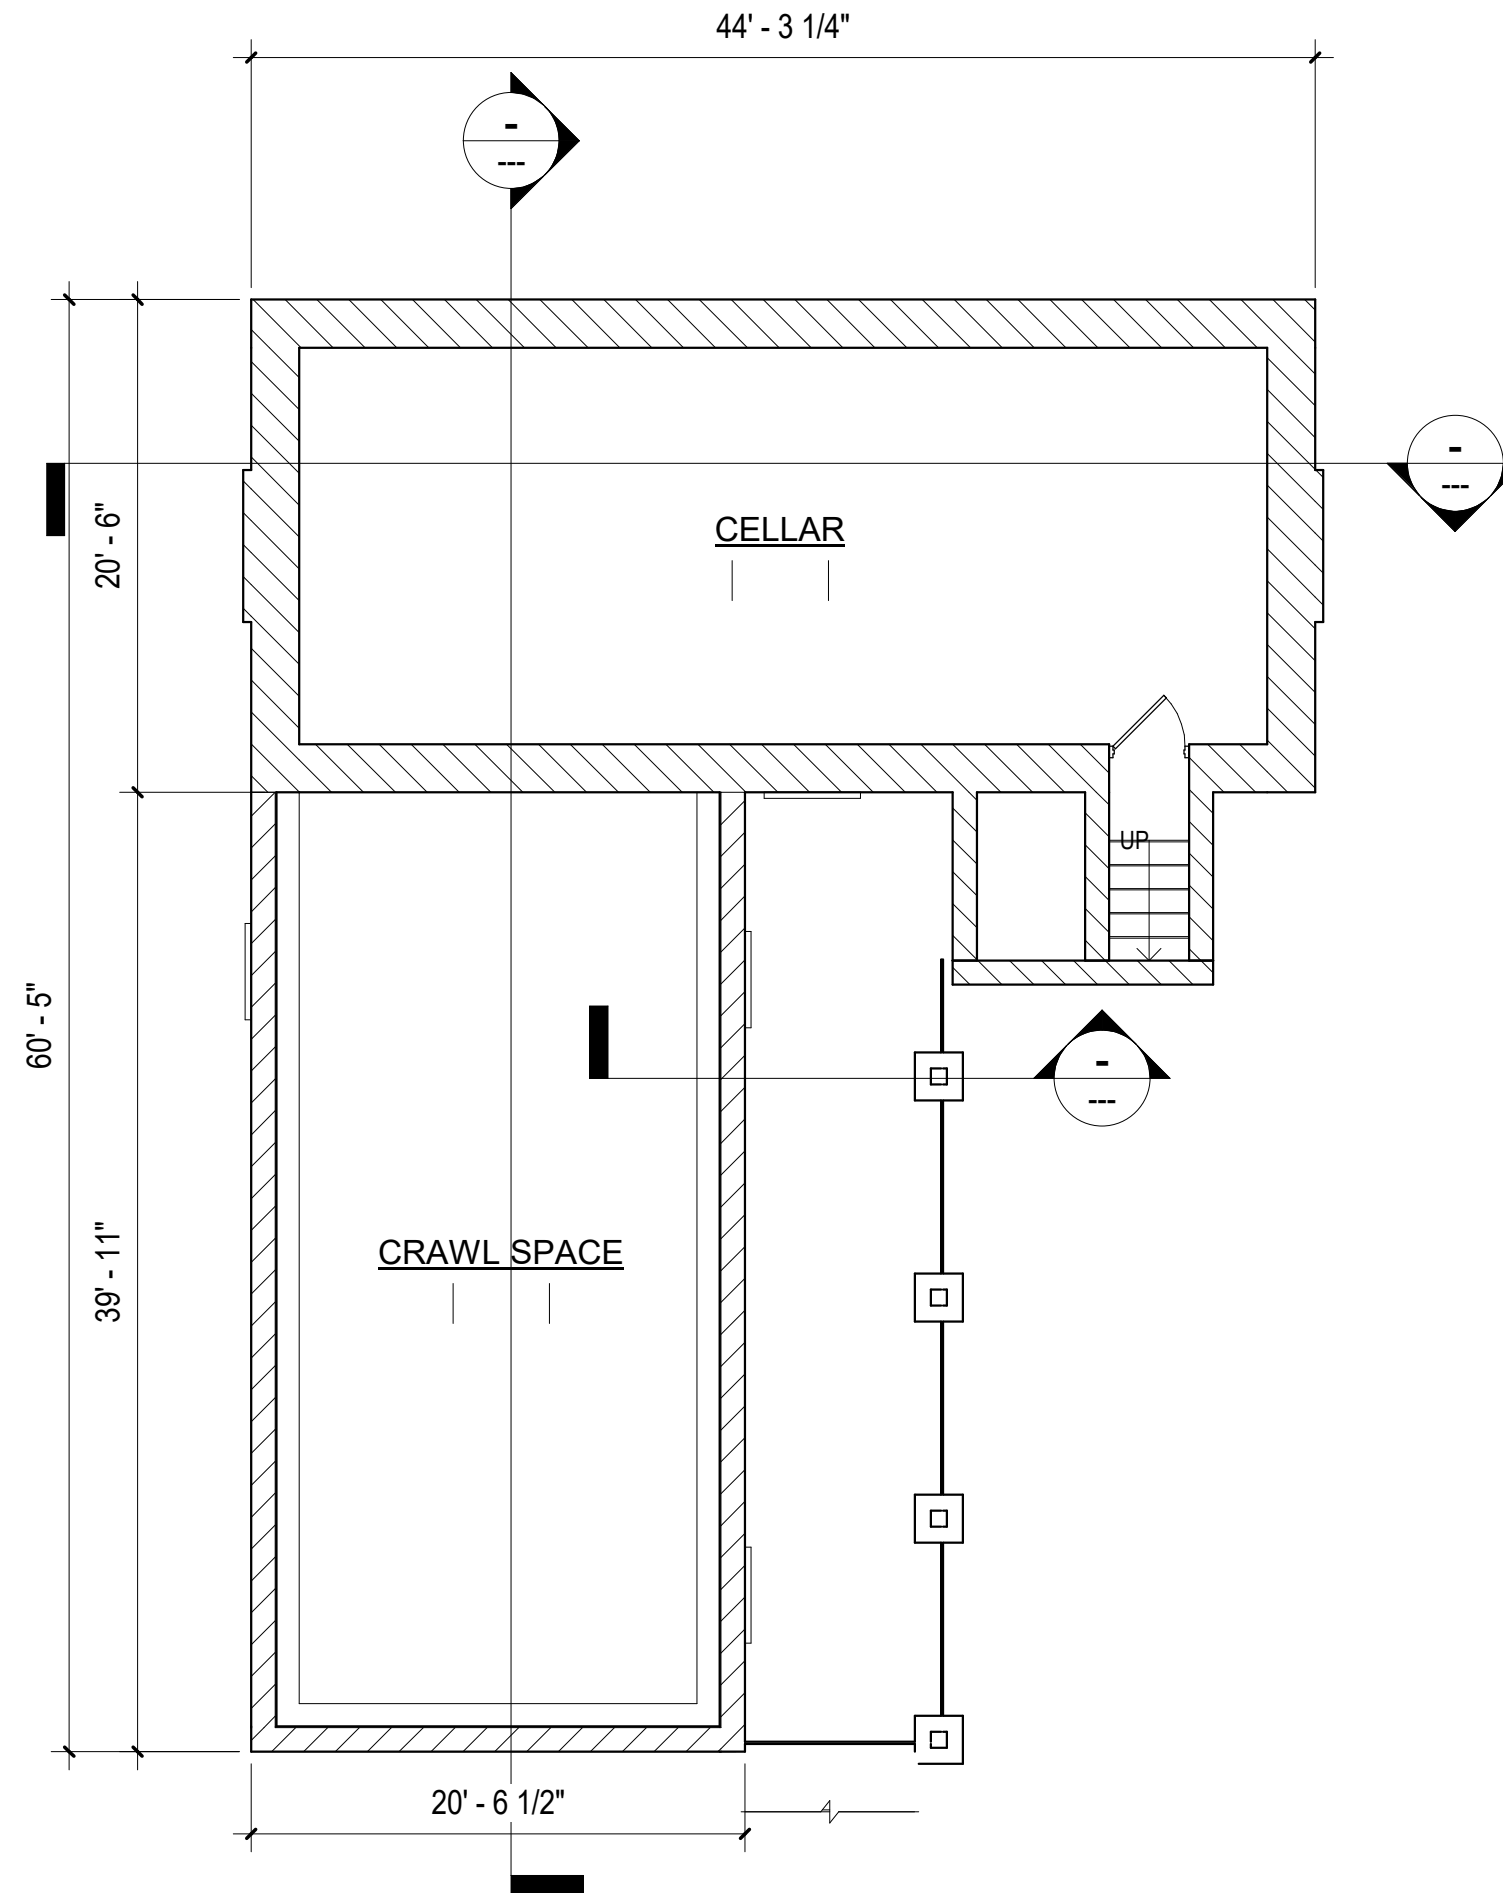 44' - 3 1/4"
-
---
-
---
20' - 6"
CELLAR
UP
60' - 5"
-
---
39' - 11"
CRAWL SPACE
20' - 6 1/2"